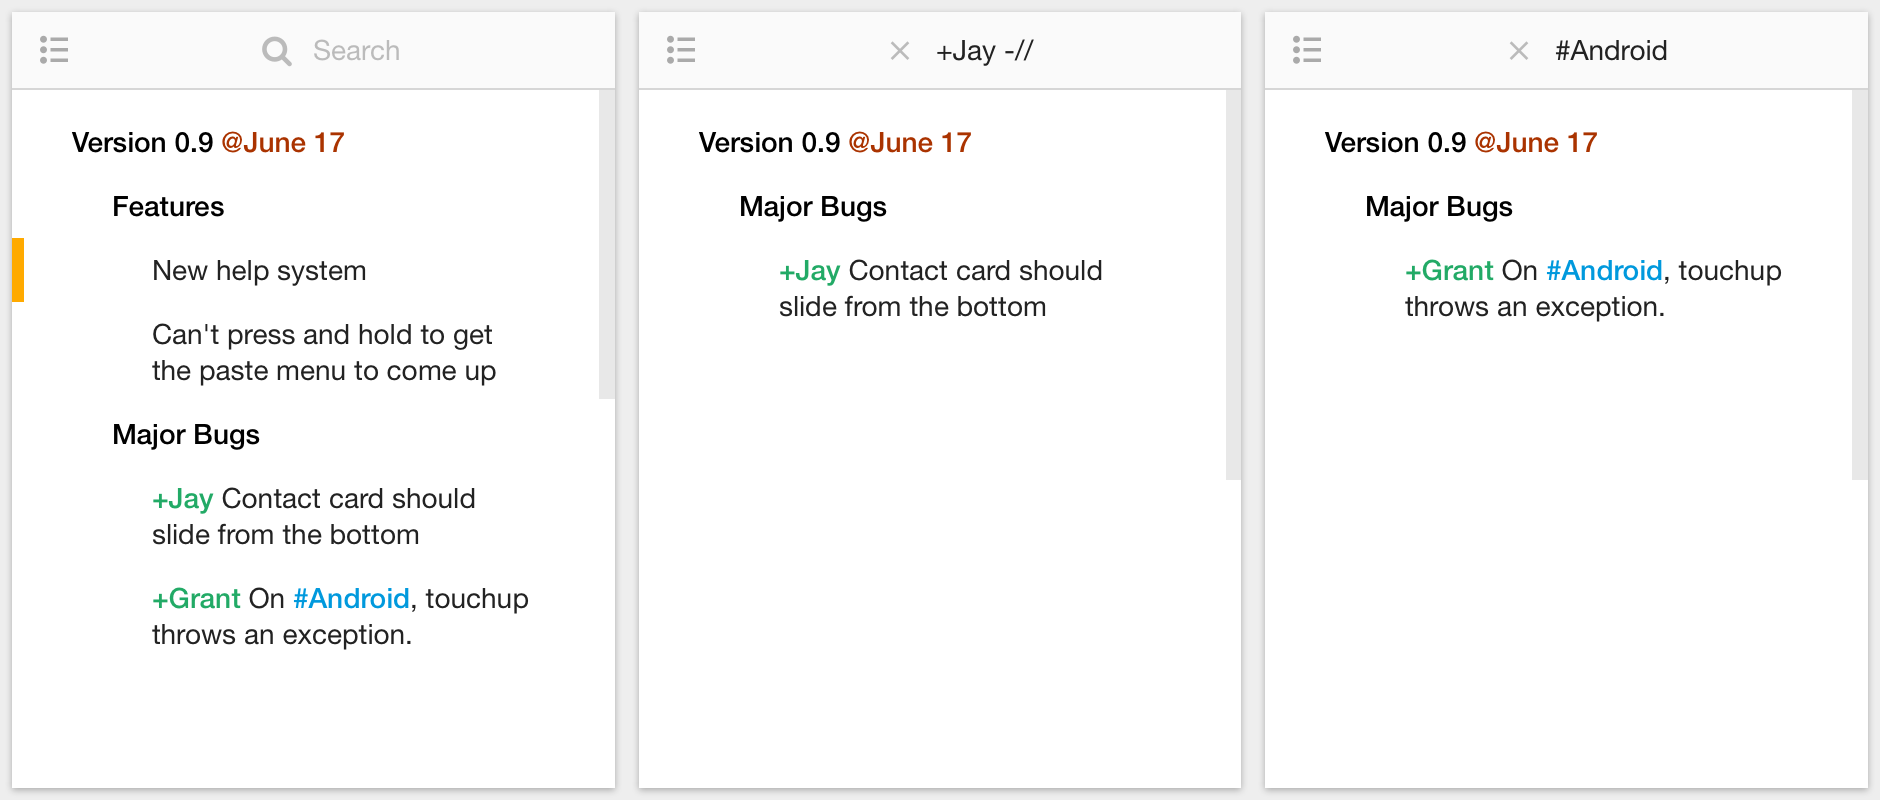 Search
Version 0.9 @June 17
Features
New help system
Can't press and hold to get
the paste menu to come up
Major Bugs
+Jay Contact card should
slide from the bottom
+Grant On #Android, touchup
throws an exception.
+Jay -//
Version 0.9 @June 17
Major Bugs
+Jay Contact card should
slide from the bottom
#Android
Version 0.9 @June 17
Major Bugs
+Grant On #Android, touchup
throws an exception.